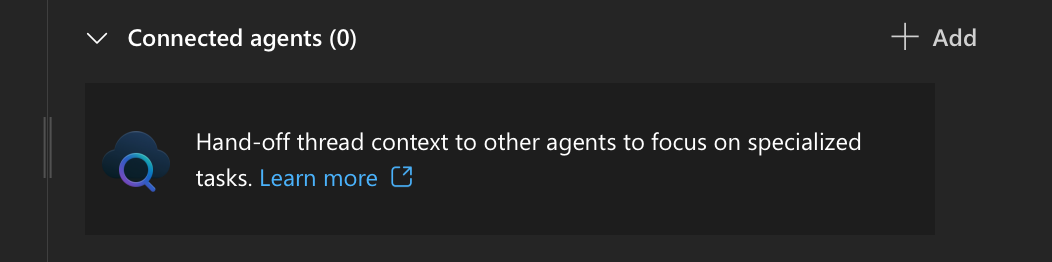 Connected agents (0)
Add
Hand-off thread context to other agents to focus on specialized
tasks. Learn more